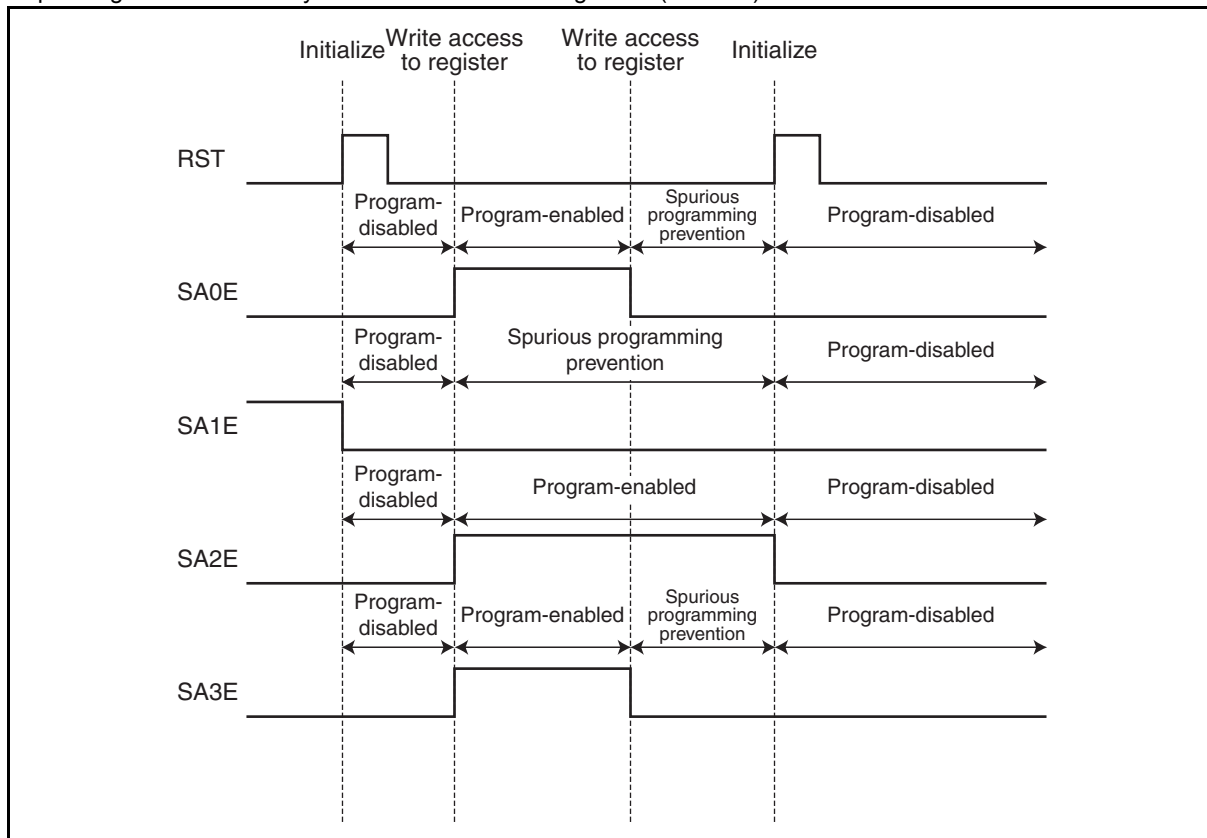 Initialize
Write access
to register
Write access
to register
Initialize
RST
Program-
disabled
Program-enabled
Spurious
programming
prevention
Program-disabled
SA0E
Program-
disabled
Spurious programming
prevention
Program-disabled
SA1E
Program-
disabled
Program-enabled
Program-disabled
SA2E
Program-
disabled
Program-enabled
Spurious
programming
prevention
Program-disabled
SA3E